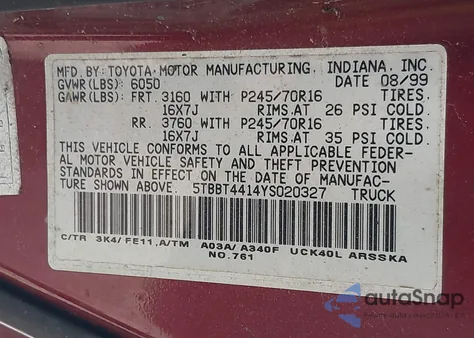 MFD.BY: TOYOTA MOTOR MANUFACTURING, INDIANA, INC.
GVWR(LBS): 6050 DATE 08/99
GAWR(LBS): FRT. 3160 WITH P245/70R16 TIRES,
16X7J RIMS,AT 26 PSI COLD.
RR. 3760 WITH P245/70R16 TIRES,
16X7J RIMS,AT 35 PSI COLD.
THIS VEHICLE CONFORMS TO ALL APPLICABLE FEDER-
AL MOTOR VEHICLE SAFETY AND THEFT PREVENTION
STANDARDS IN EFFECT ON THE DATE OF MANUFAC-
TURE SHOWN ABOVE. 5TBBT4414YS020327 TRUCK
C/TR 3K4/FE11,A/TM A03A/A340F UCK40L ARSSKA
NO.761
autoSnap